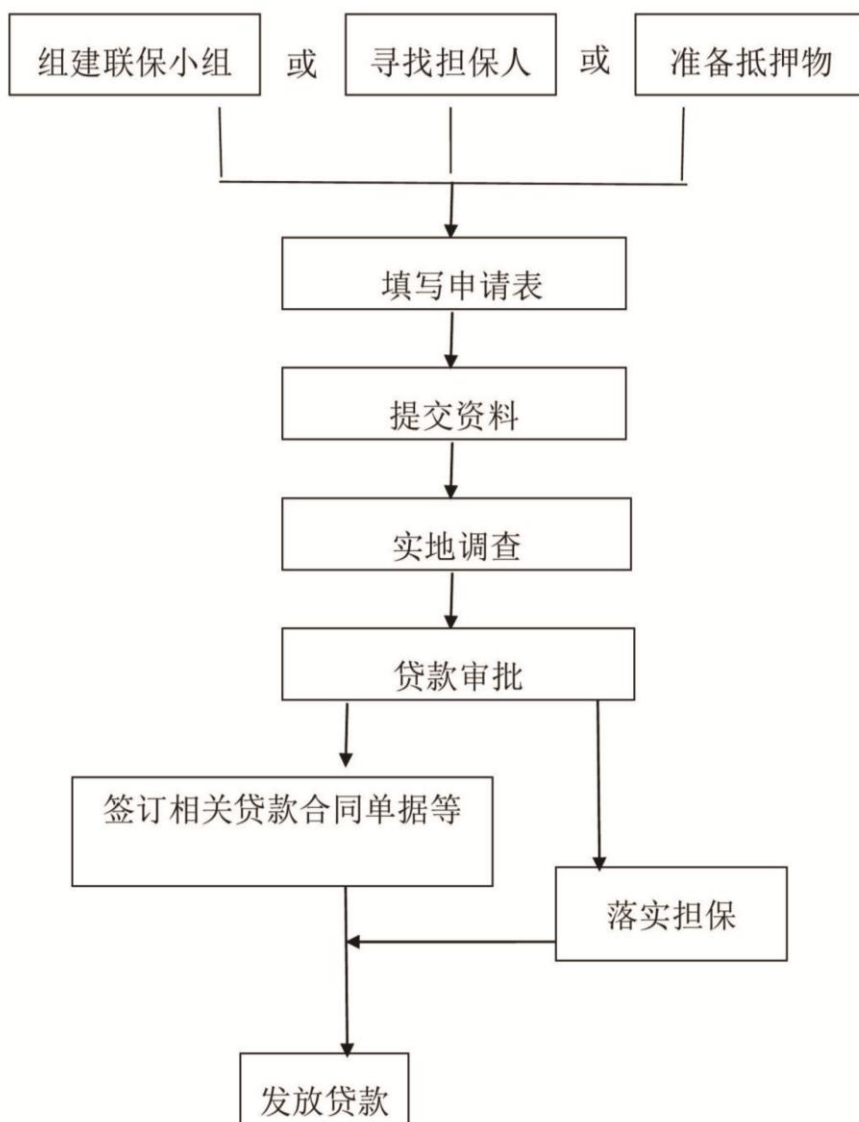 组建联保小组 或 寻找担保人 或 准备抵押物
填写申请表
提交资料
实地调查
贷款审批
签订相关贷款合同单据等
落实担保
发放贷款